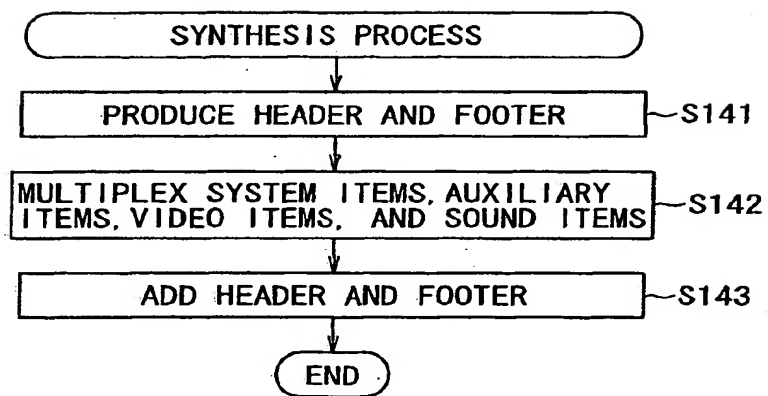 SYNTHESIS PROCESS
PRODUCE HEADER AND FOOTER
S141
MULTIPLEX SYSTEM ITEMS, AUXILIARY
ITEMS, VIDEO ITEMS, AND SOUND ITEMS
S142
ADD HEADER AND FOOTER
S143
END